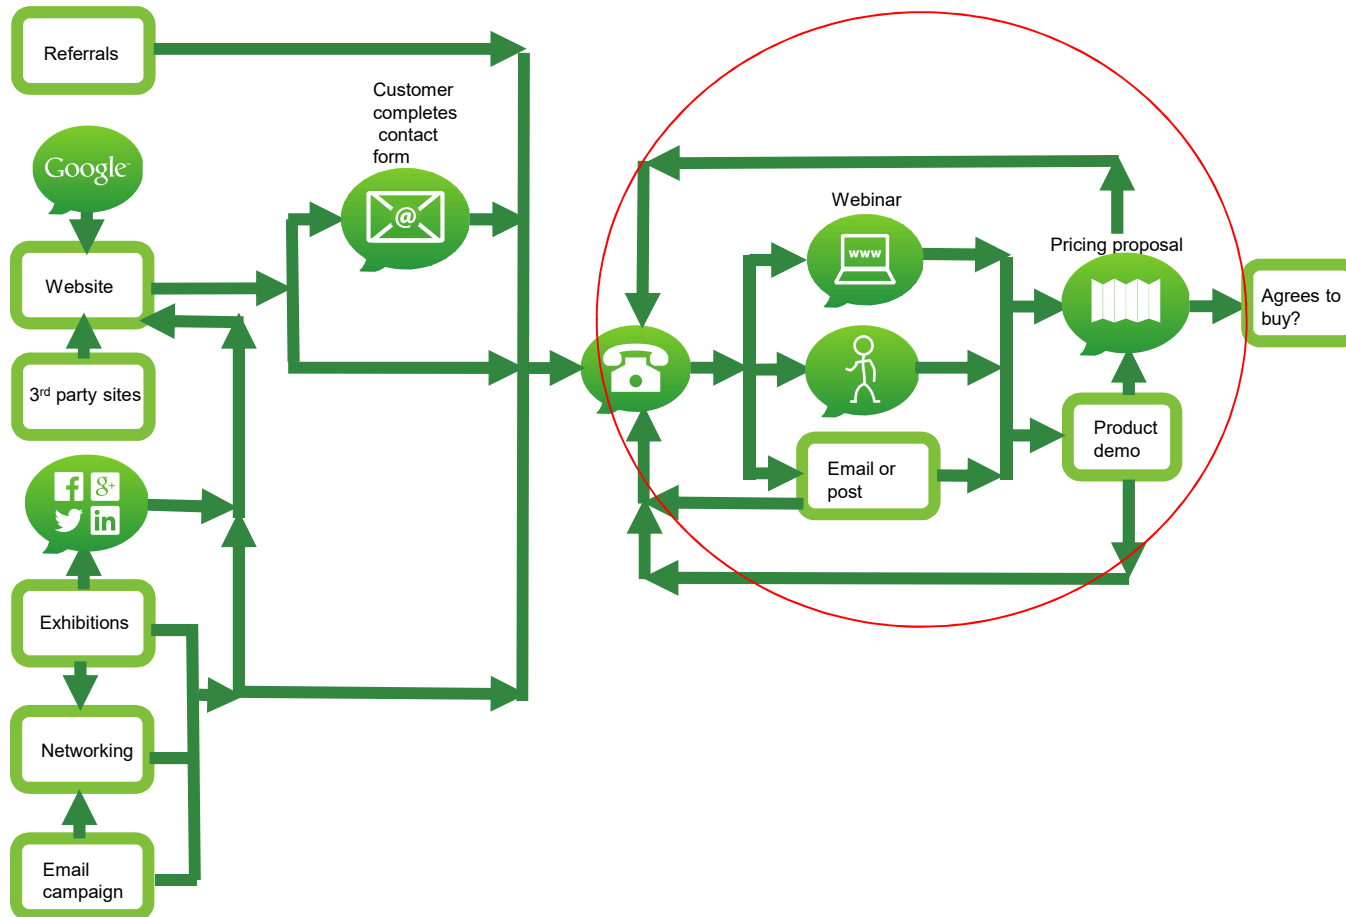 Referrals
Customer
completes
contact
form
Google
@
Webinar
www
Website
Pricing proposal
Agrees to
buy?
3rd party sites
Product
demo
Email or
post
f
g+
in
Exhibitions
Networking
Email
campaign